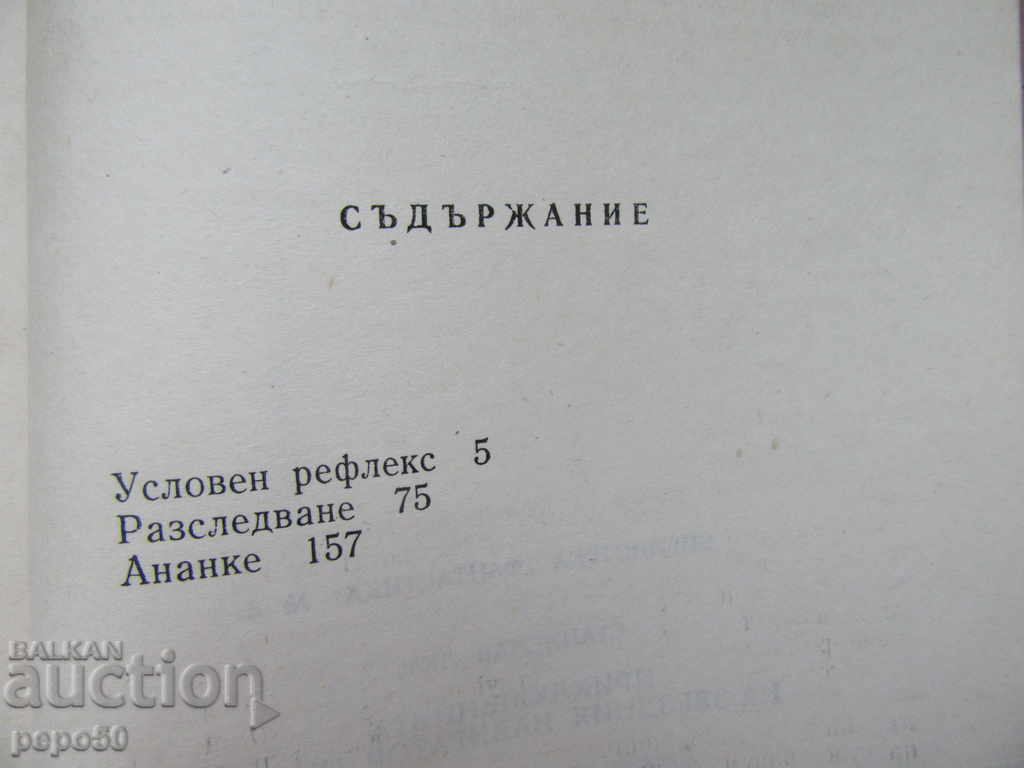 СЪДЪРЖАНИЕ
Условен рефлекс 5
Разследване 75
Ананке 157
BALKAN
auction
pepo50